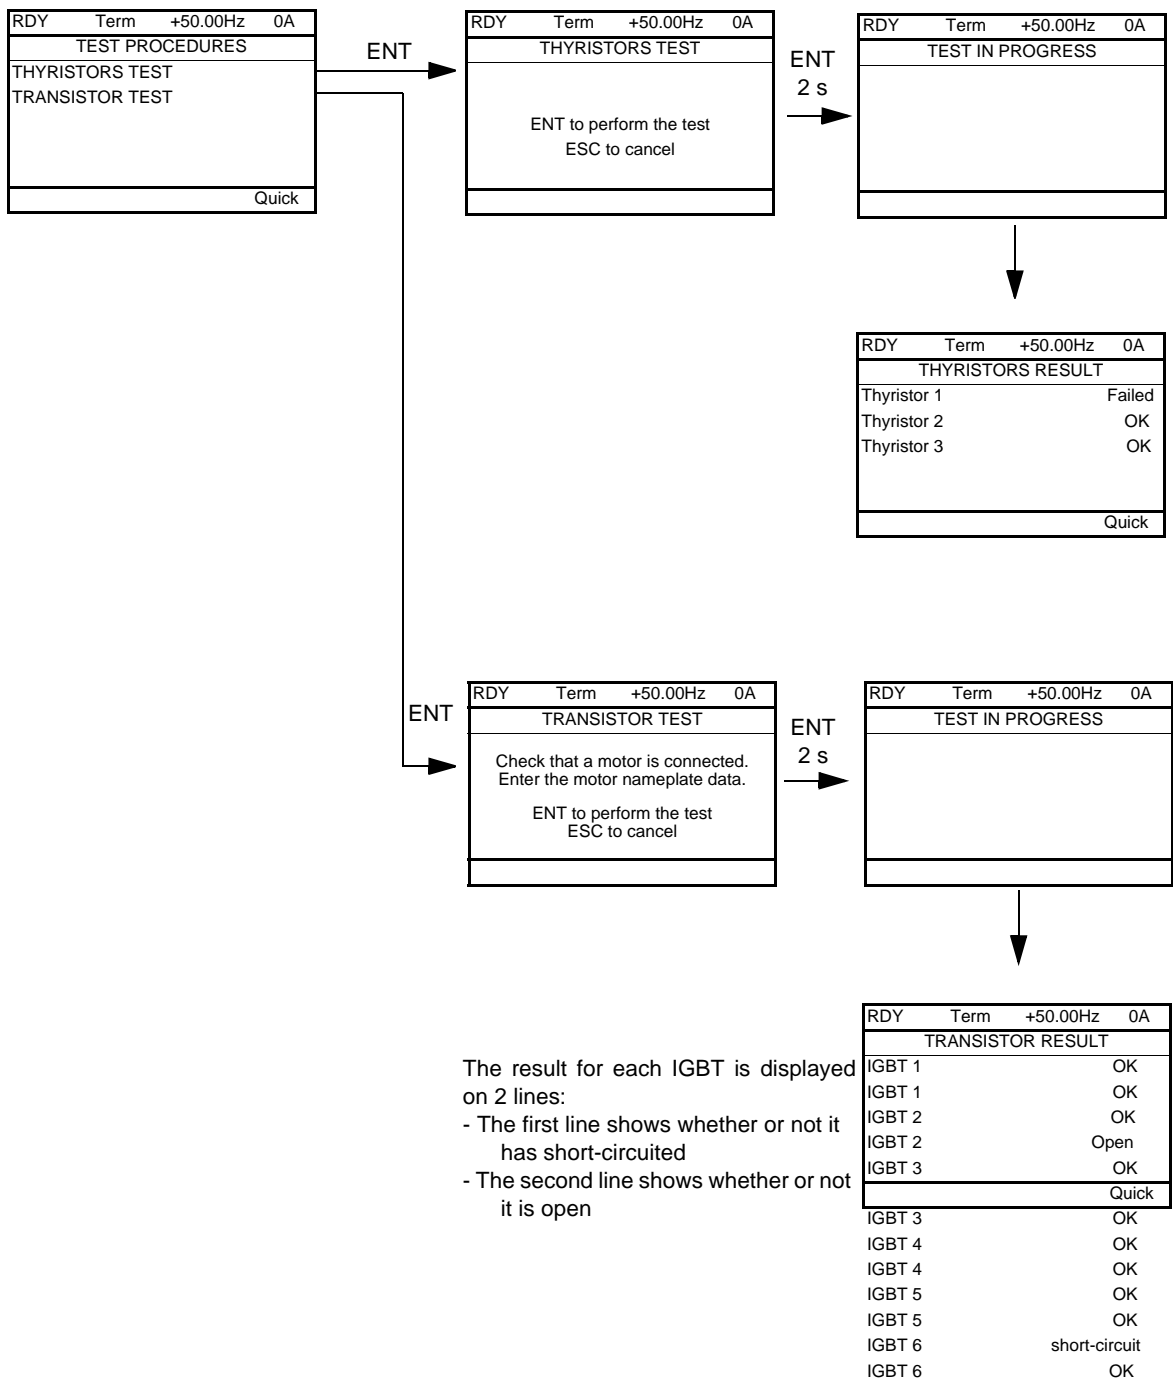 RDY Term +50.00Hz 0A
TEST PROCEDURES
THYRISTORS TEST
TRANSISTOR TEST
Quick
ENT
RDY Term +50.00Hz 0A
THYRISTORS TEST
ENT to perform the test
ESC to cancel
ENT
2 s
RDY Term +50.00Hz 0A
TEST IN PROGRESS
RDY Term +50.00Hz 0A
THYRISTORS RESULT
Thyristor 1 Failed
Thyristor 2 OK
Thyristor 3 OK
Quick
ENT
RDY Term +50.00Hz 0A
TRANSISTOR TEST
Check that a motor is connected.
Enter the motor nameplate data.
ENT to perform the test
ESC to cancel
ENT
2 s
RDY Term +50.00Hz 0A
TEST IN PROGRESS
The result for each IGBT is displayed
on 2 lines:
- The first line shows whether or not it
has short-circuited
- The second line shows whether or not
it is open
RDY Term +50.00Hz 0A
TRANSISTOR RESULT
IGBT 1 OK
IGBT 1 OK
IGBT 2 OK
IGBT 2 Open
IGBT 3 OK
Quick
IGBT 3 OK
IGBT 4 OK
IGBT 4 OK
IGBT 5 OK
IGBT 5 OK
IGBT 6 short-circuit
IGBT 6 OK